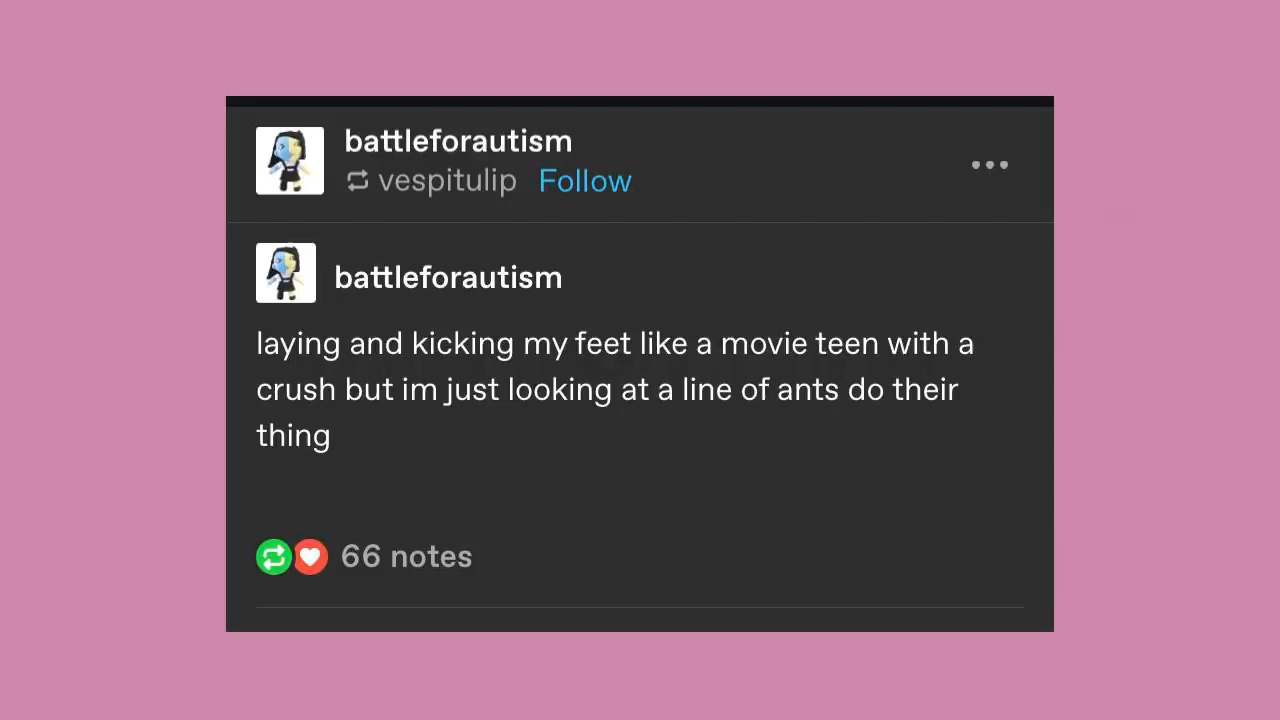 battleforautism
vespitulip Follow
battleforautism
laying and kicking my feet like a movie teen with a
crush but im just looking at a line of ants do their
thing
66 notes